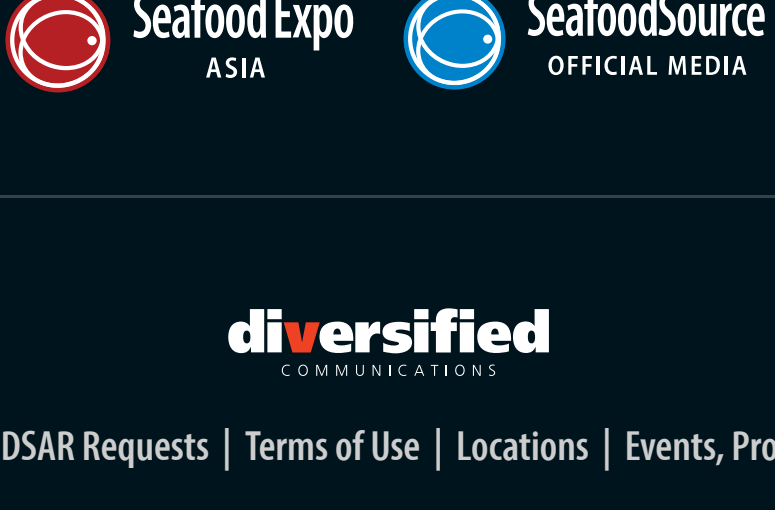 Seafood Expo
ASIA
SeafoodSource
OFFICIAL MEDIA
diversified
COMMUNICATIONS
DSAR Requests | Terms of Use | Locations | Events, Pro